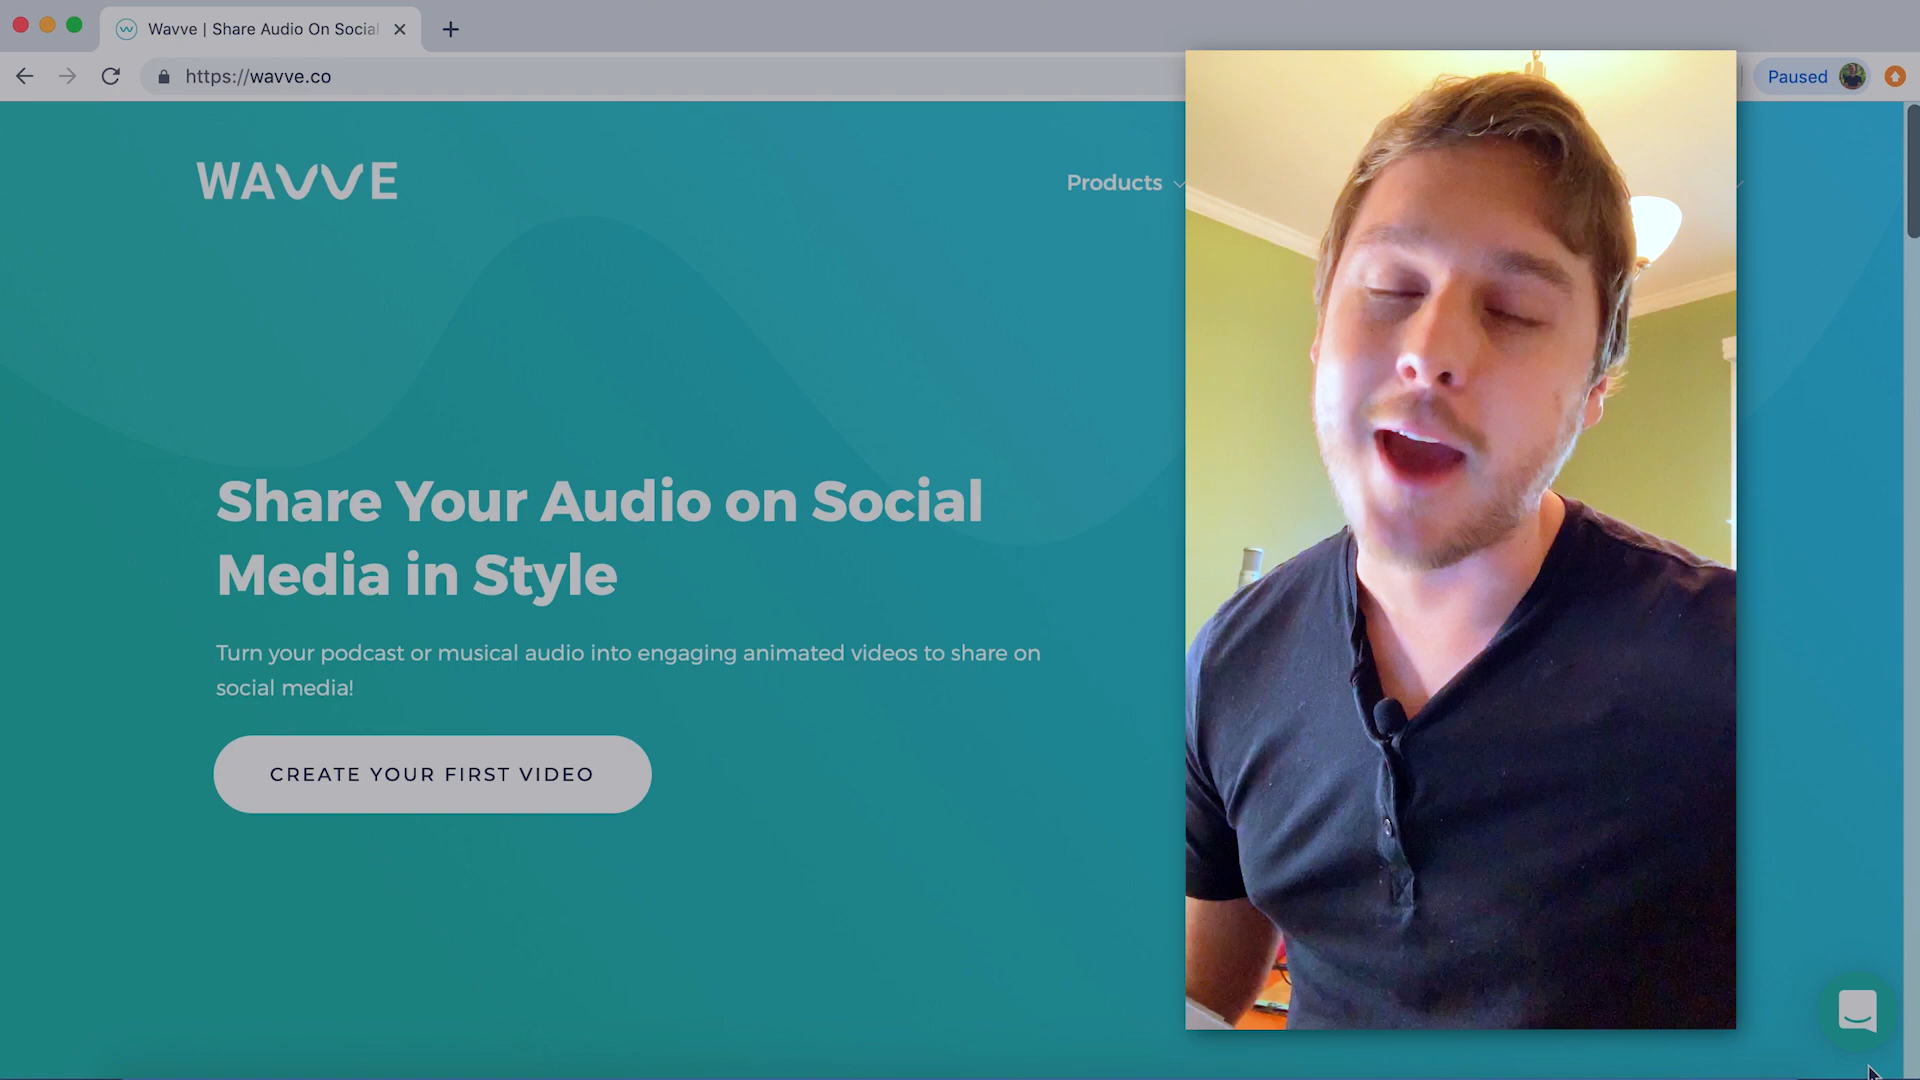 Wavve | Share Audio On Social
https://wavve.co
Paused
WAVVE
Products
Share Your Audio on Social
Media in Style
Turn your podcast or musical audio into engaging animated videos to share on
social media!
CREATE YOUR FIRST VIDEO